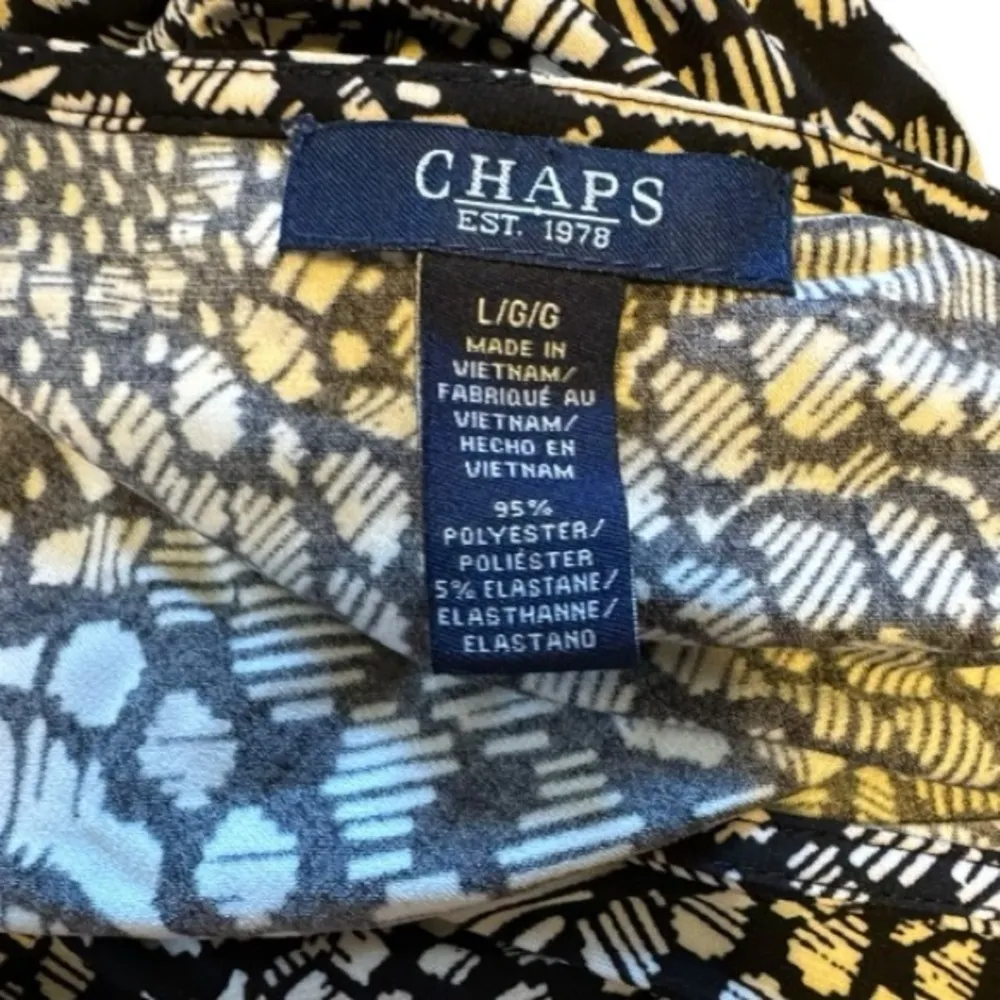 CHAPS
EST. 1978
L/G/G
MADE IN
VIETNAM/
FABRIQUÉ AU
VIETNAM/
HECHO EN
VIETNAM
95%
POLYESTER/
POLIÉSTER
5% ELASTANE/
ELASTHANNE/
ELASTANO